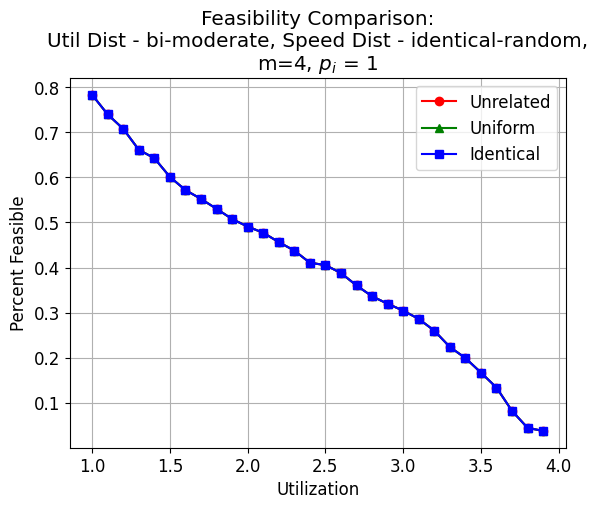 Feasibility Comparison:
Util Dist - bi-moderate, Speed Dist - identical-random,
m=4, p_i = 1
Unrelated
Uniform
Identical
Percent Feasible
0.8
0.7
0.6
0.5
0.4
0.3
0.2
0.1
1.0 1.5 2.0 2.5 3.0 3.5 4.0
Utilization